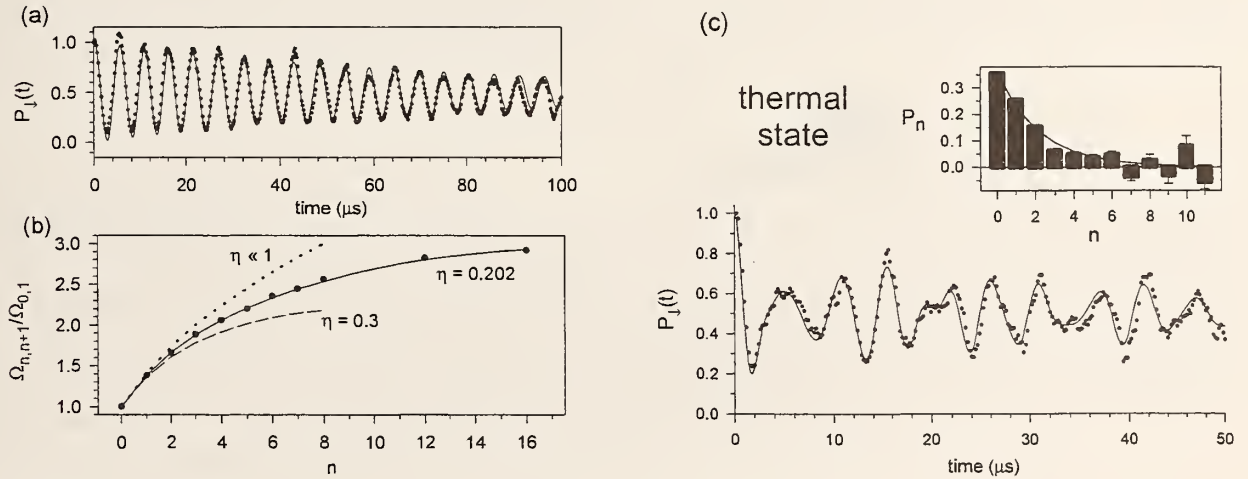 (a)
P↓(t)
1.0
0.5
0.0
0 20 40 60 80 100
time (μs)
(b)
Ωn,n+1/Ω0,1
3.0
2.5
2.0
1.5
1.0
η ≪ 1
η = 0.202
η = 0.3
0 2 4 6 8 10 12 14 16
n
(c)
thermal
state
Pn
0.3
0.2
0.1
0.0
0 2 4 6 8 10
n
P↓(t)
1.0
0.8
0.6
0.4
0.2
0.0
0 10 20 30 40 50
time (μs)